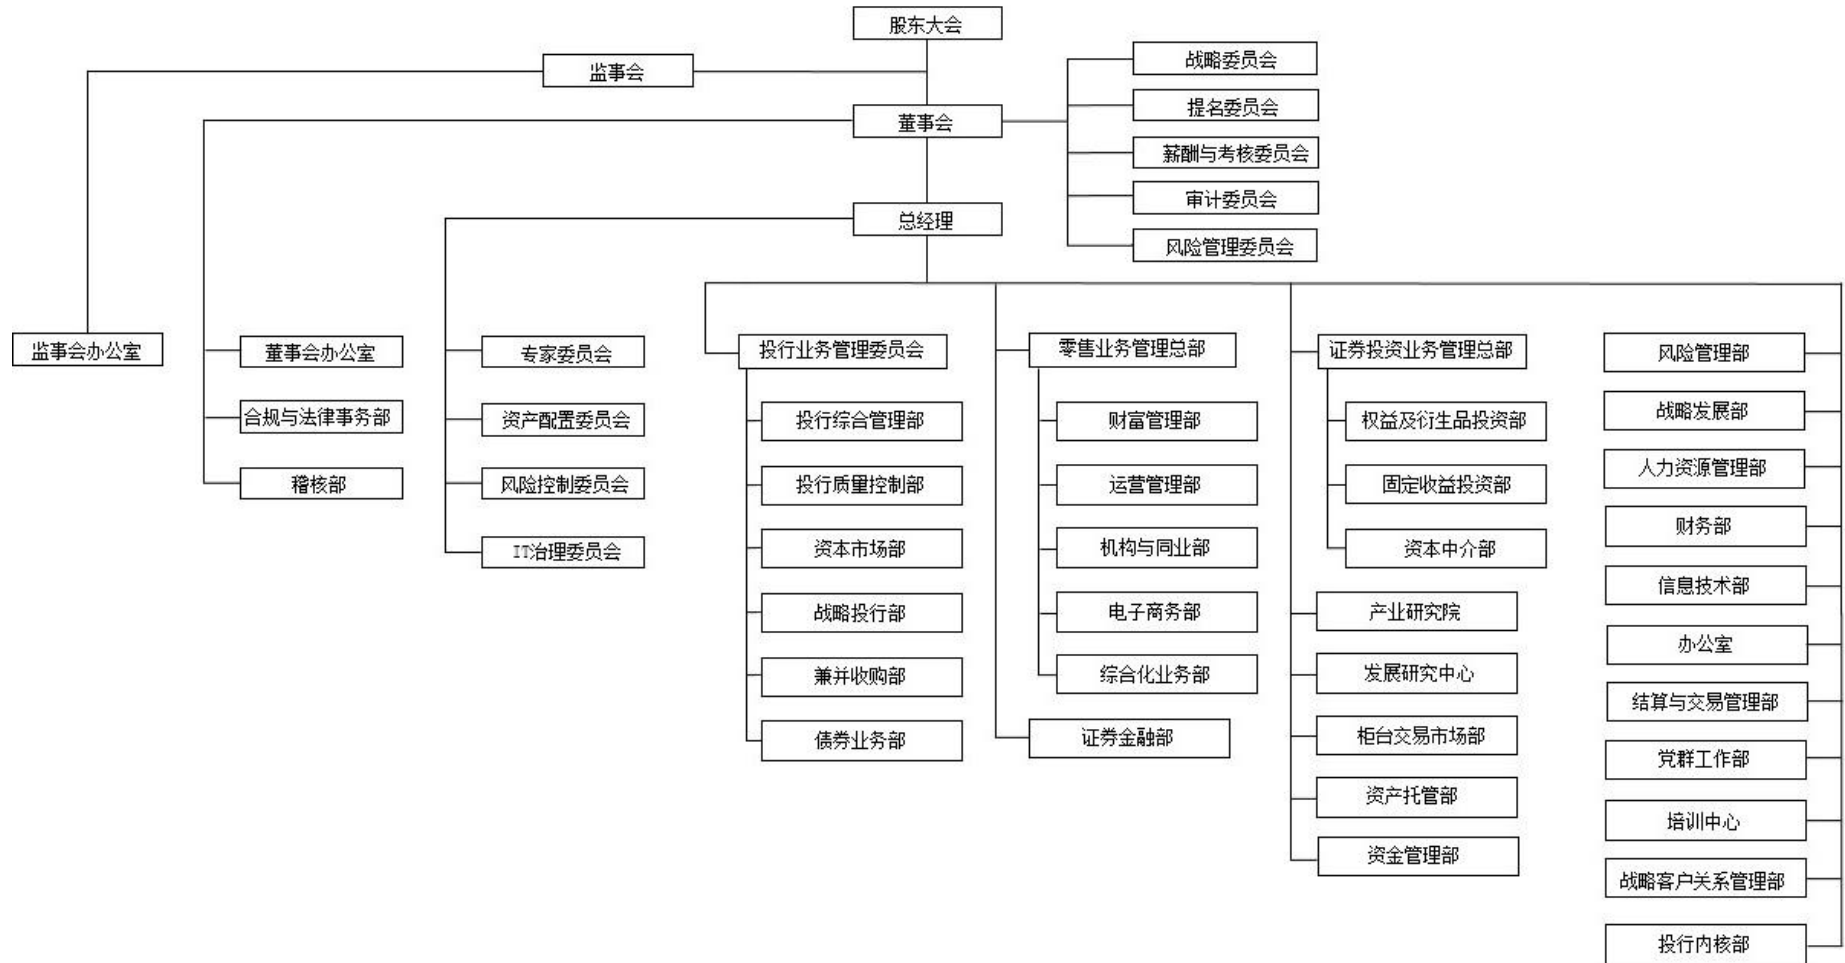 股东大会
监事会
董事会
战略委员会
提名委员会
薪酬与考核委员会
审计委员会
风险管理委员会
总经理
监事会办公室
董事会办公室
合规与法律事务部
稽核部
专家委员会
资产配置委员会
风险控制委员会
IT治理委员会
投行业务管理委员会
投行综合管理部
投行质量控制部
资本市场部
战略投行部
兼并收购部
债券业务部
零售业务管理总部
财富管理部
运营管理部
机构与同业部
电子商务部
综合化业务部
证券金融部
证券投资业务管理总部
权益及衍生品投资部
固定收益投资部
资本中介部
产业研究院
发展研究中心
柜台交易市场部
资产托管部
资金管理部
风险管理部
战略发展部
人力资源管理部
财务部
信息技术部
办公室
结算与交易管理部
党群工作部
培训中心
战略客户关系管理部
投行内核部